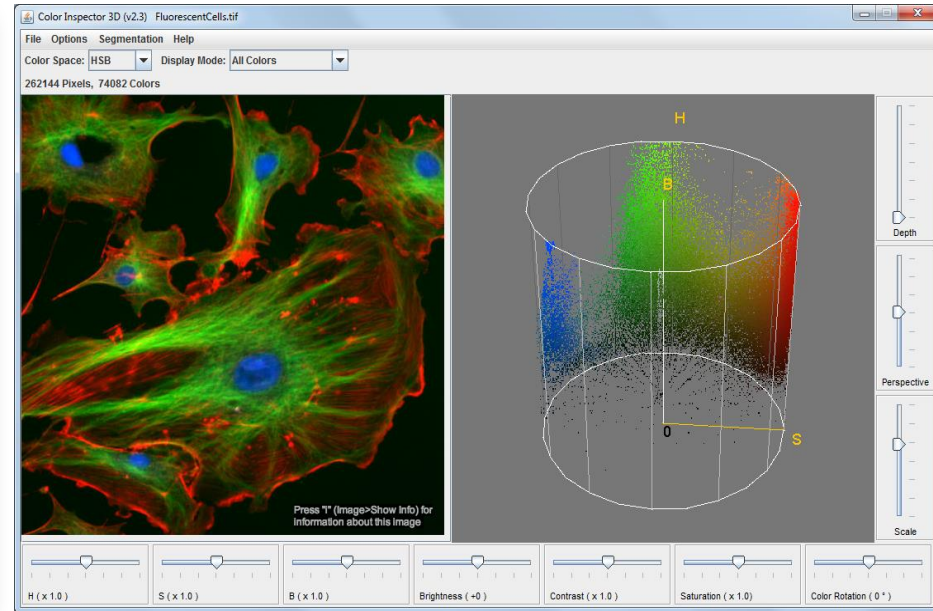 Color Inspector 3D (v2.3) FluorescentCells.tif
File Options Segmentation Help
Color Space: HSB Display Mode: All Colors
262144 Pixels, 74082 Colors
H
B
0
S
Press "I" (Image>Show Info) for
information about this image
Depth
Perspective
Scale
H ( x 1.0 ) S ( x 1.0 ) B ( x 1.0 ) Brightness ( +0 ) Contrast ( x 1.0 ) Saturation ( x 1.0) Color Rotation ( 0 ° )